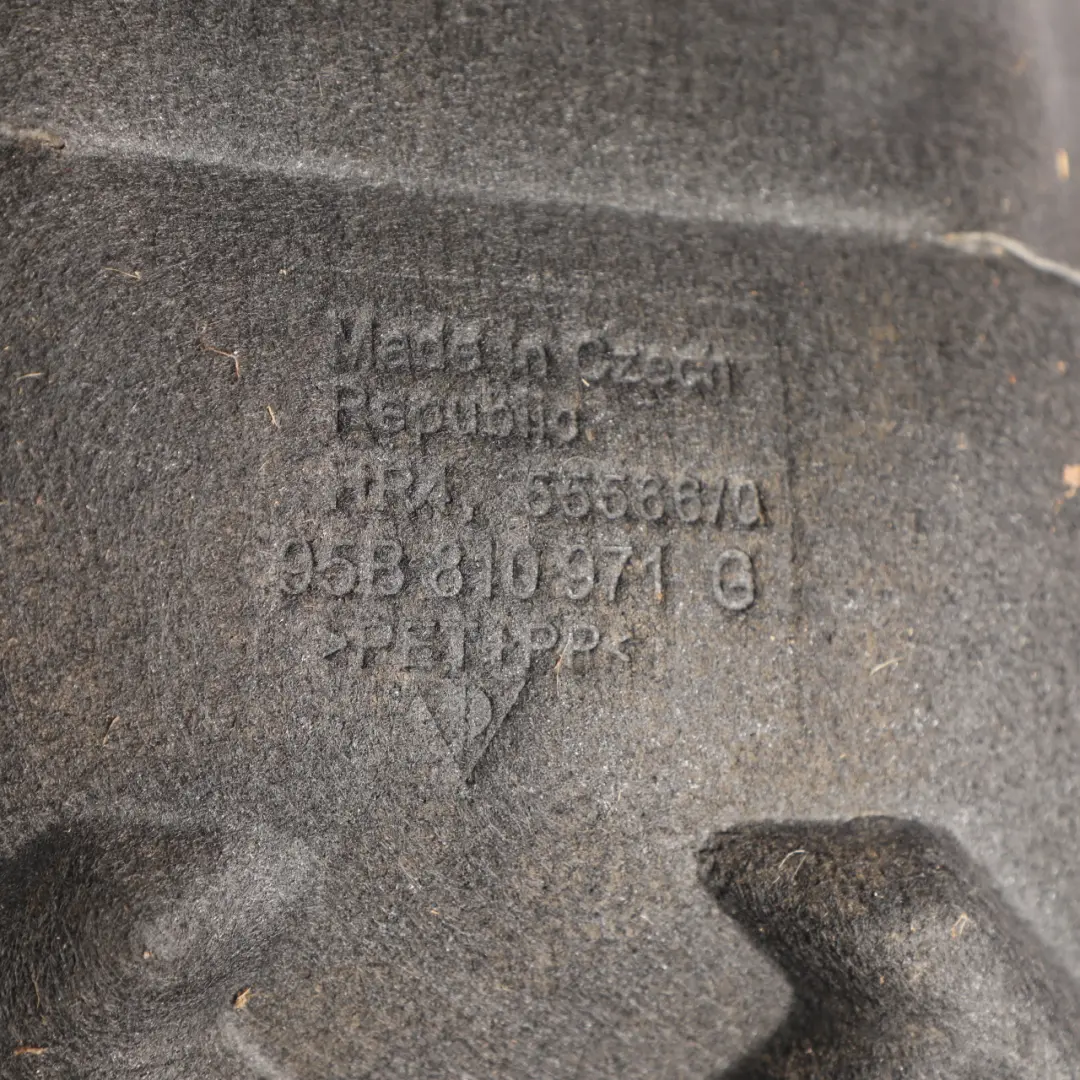 Made in Czech
Republic
95B 810 971 G
>PET+PP<